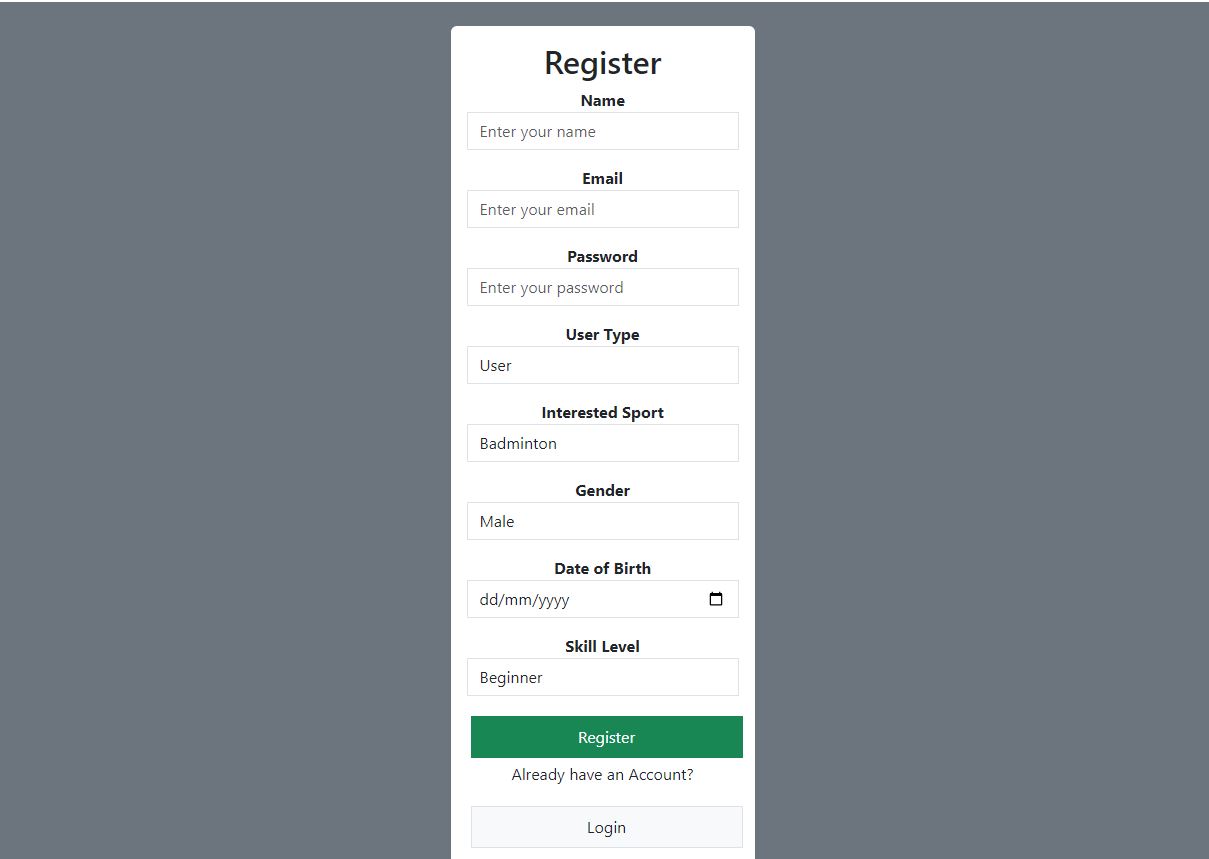 Register
Name
Enter your name
Email
Enter your email
Password
Enter your password
User Type
User
Interested Sport
Badminton
Gender
Male
Date of Birth
dd/mm/yyyy
Skill Level
Beginner
Register
Already have an Account?
Login